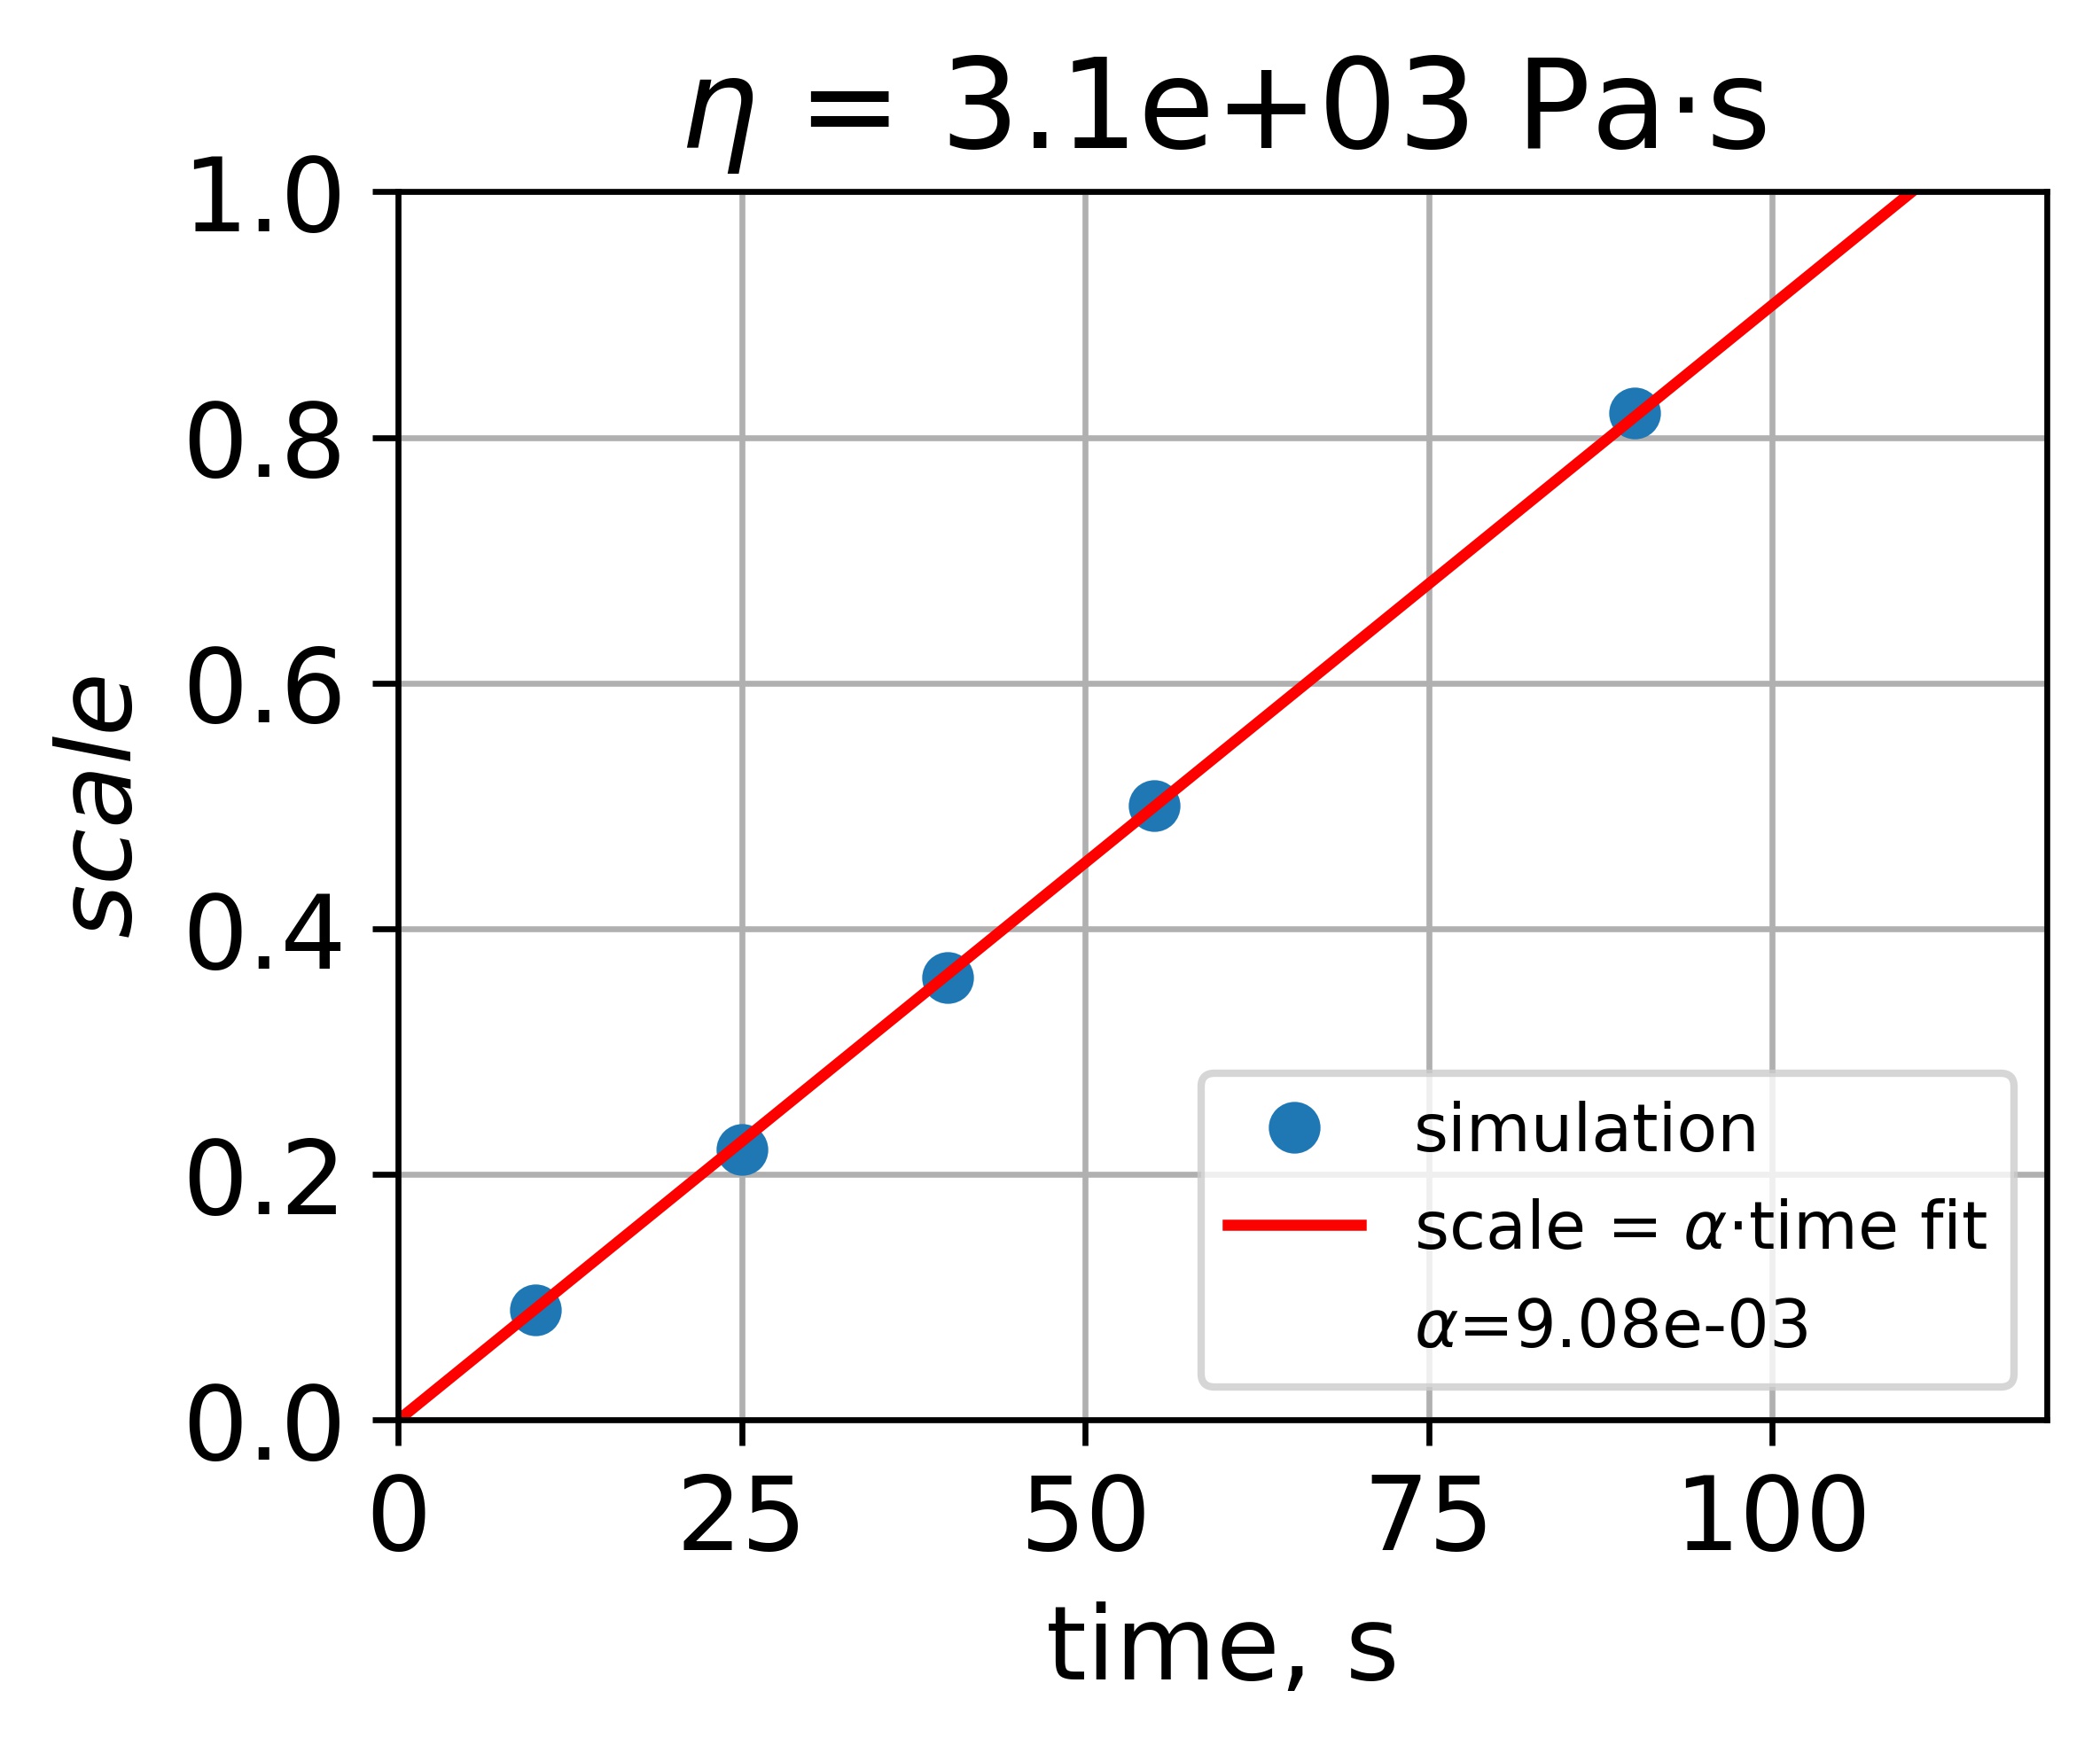 η = 3.1e+03 Pa·s
1.0
0.8
0.6
0.4
0.2
0.0
scale
simulation
scale = α·time fit
α=9.08e-03
0 25 50 75 100
time, s